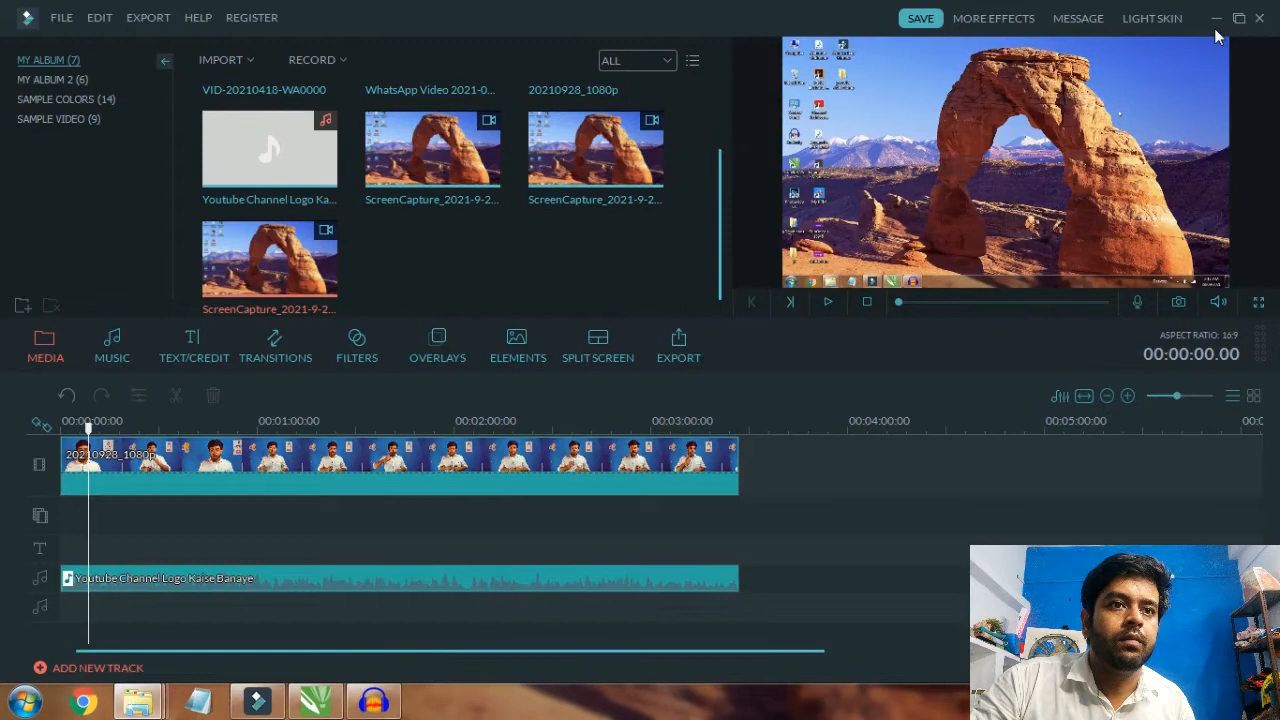 FILE EDIT EXPORT HELP REGISTER SAVE MORE EFFECTS MESSAGE LIGHT SKIN
MY ALBUM (7)
MY ALBUM 2 (6)
SAMPLE COLORS (14)
SAMPLE VIDEO (9)
IMPORT RECORD ALL
VID-20210418-WA0000 WhatsApp Video 2021-0... 20210928_1080p
Youtube Channel Logo Ka... ScreenCapture_2021-9-2... ScreenCapture_2021-9-2...
ScreenCapture_2021-9-2...
MEDIA MUSIC TEXT/CREDIT TRANSITIONS FILTERS OVERLAYS ELEMENTS SPLIT SCREEN EXPORT
ASPECT RATIO: 16:9
00:00:00.00
00:00:00:00 00:01:00:00 00:02:00:00 00:03:00:00 00:04:00:00 00:05:00:00
20210928_1080p
T
Youtube Channel Logo Kaise Banaye
ADD NEW TRACK